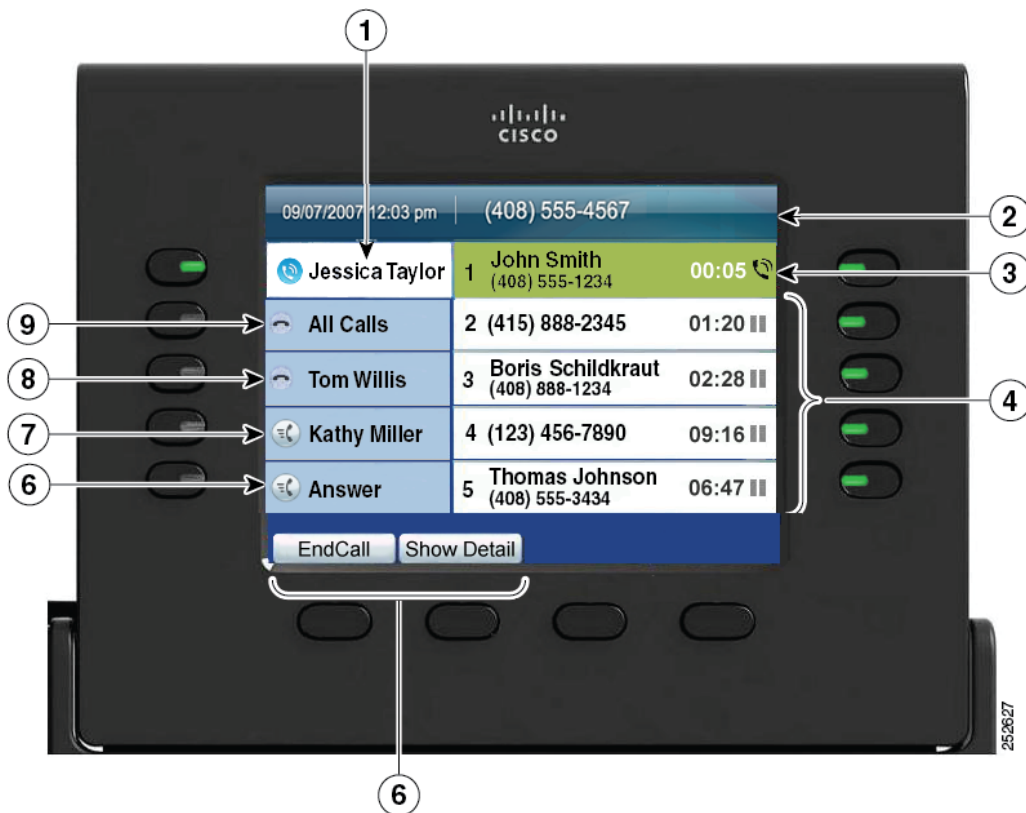 1
CISCO
09/07/2007 12:03 pm (408) 555-4567
2
Jessica Taylor 1 John Smith 00:05
(408) 555-1234
3
9 All Calls 2 (415) 888-2345 01:20
8 Tom Willis 3 Boris Schildkraut 02:28
(408) 888-1234
4
7 Kathy Miller 4 (123) 456-7890 09:16
6 Answer 5 Thomas Johnson 06:47
(408) 555-3434
EndCall Show Detail
6
252627